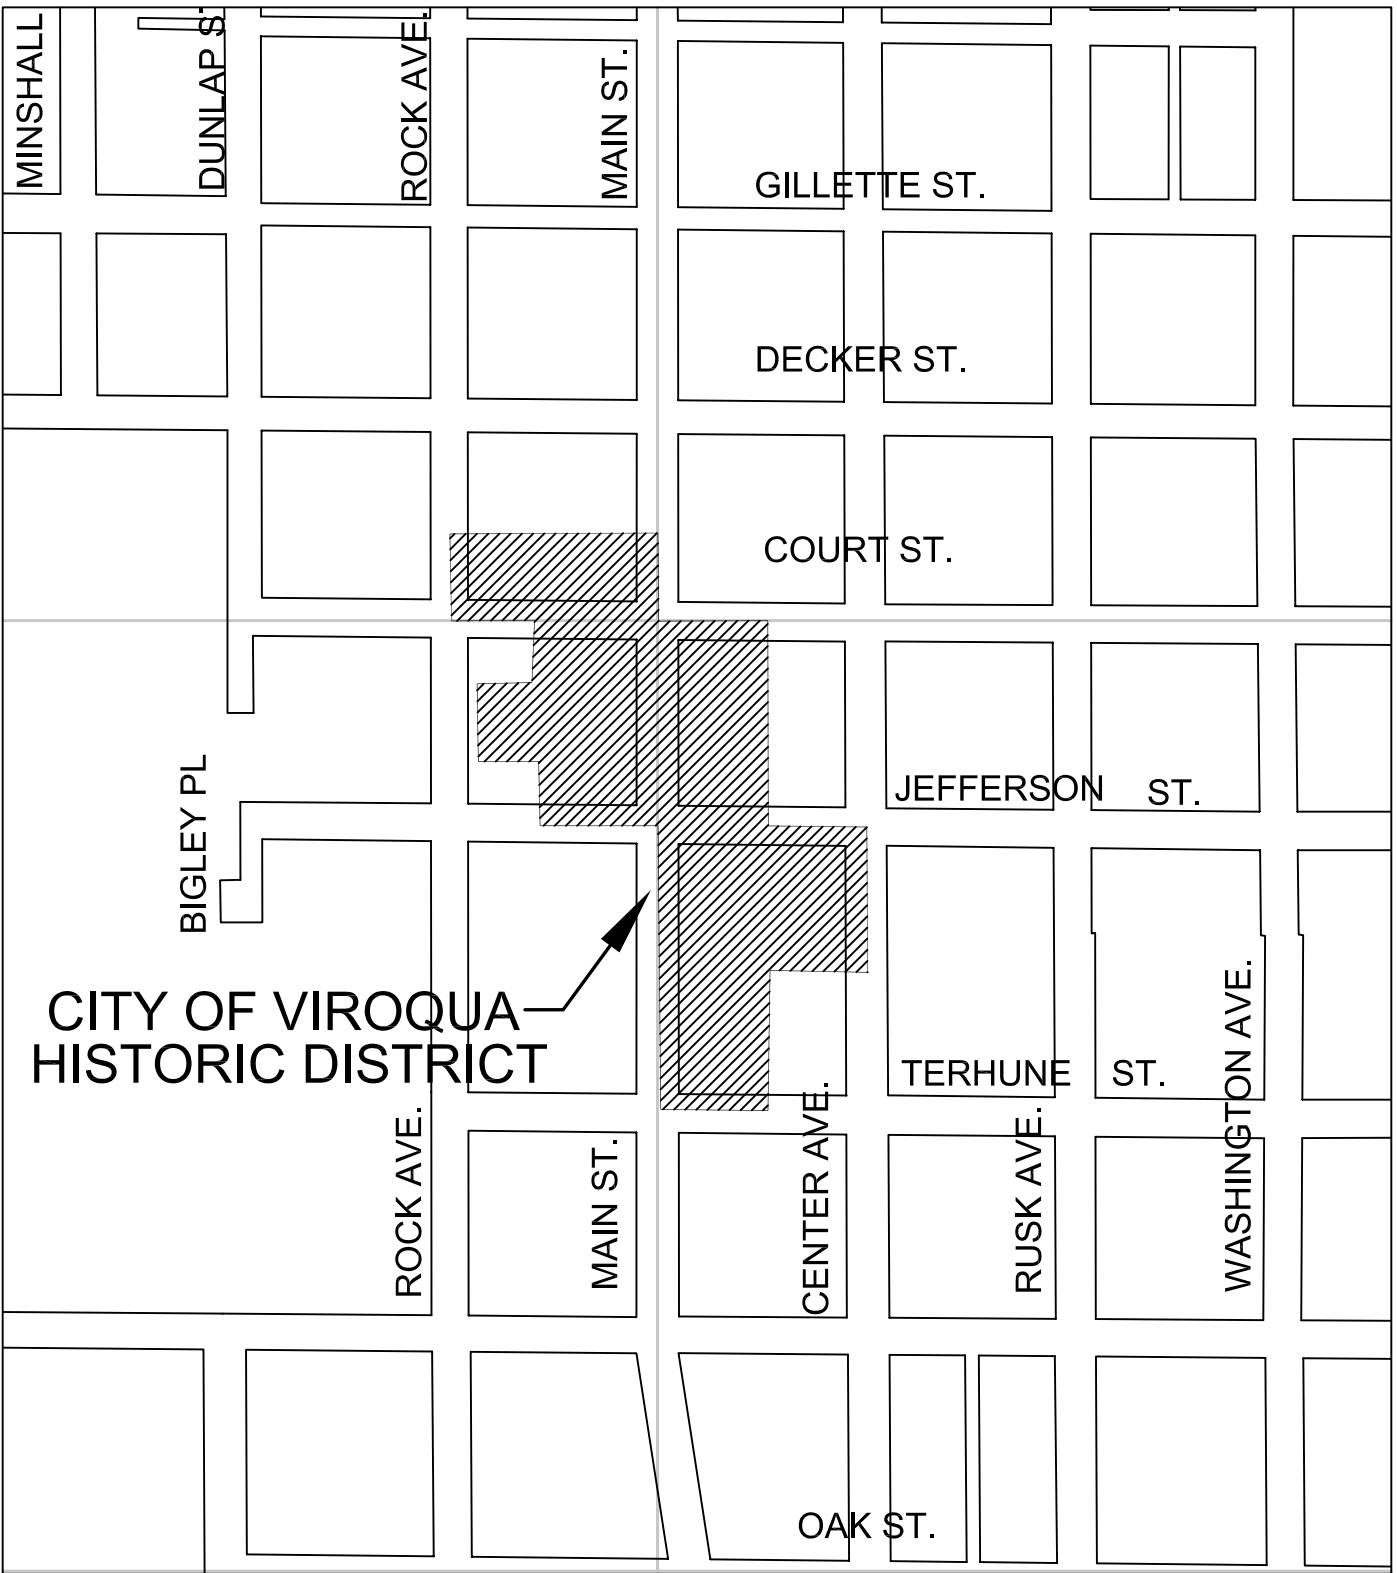 MINSHALL
DUNLAP ST.
ROCK AVE.
MAIN ST.
GILLETTE ST.
DECKER ST.
COURT ST.
JEFFERSON ST.
BIGLEY PL
CITY OF VIROQUA
HISTORIC DISTRICT
TERHUNE ST.
ROCK AVE.
MAIN ST.
CENTER AVE.
RUSK AVE.
WASHINGTON AVE.
OAK ST.